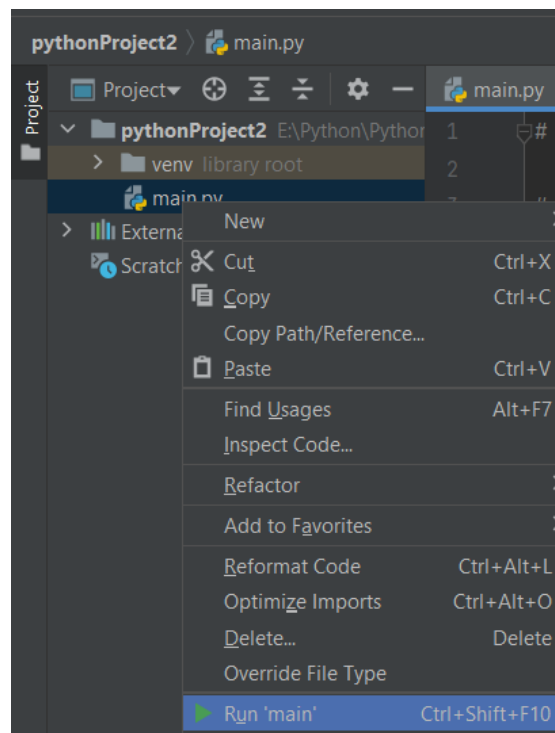 pythonProject2 main.py
Project
Project main.py
pythonProject2 E:\Python\Python 1 #
venv library root 2
main.py
New
Cut Ctrl+X
Copy Ctrl+C
Copy Path/Reference...
Paste Ctrl+V
Find Usages Alt+F7
Inspect Code...
Refactor
Add to Favorites
Reformat Code Ctrl+Alt+L
Optimize Imports Ctrl+Alt+O
Delete... Delete
Override File Type
Run 'main' Ctrl+Shift+F10